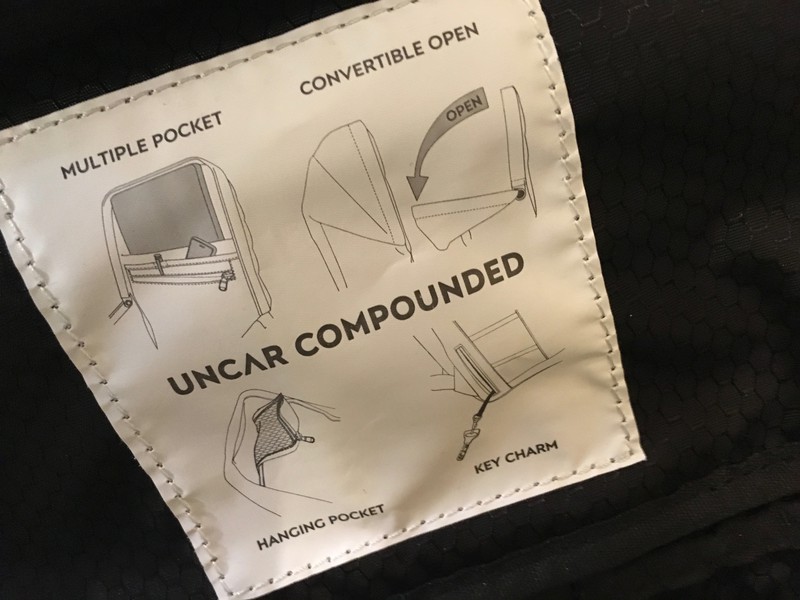 CONVERTIBLE OPEN
MULTIPLE POCKET
OPEN
UNCAR COMPOUNDED
KEY CHARM
HANGING POCKET